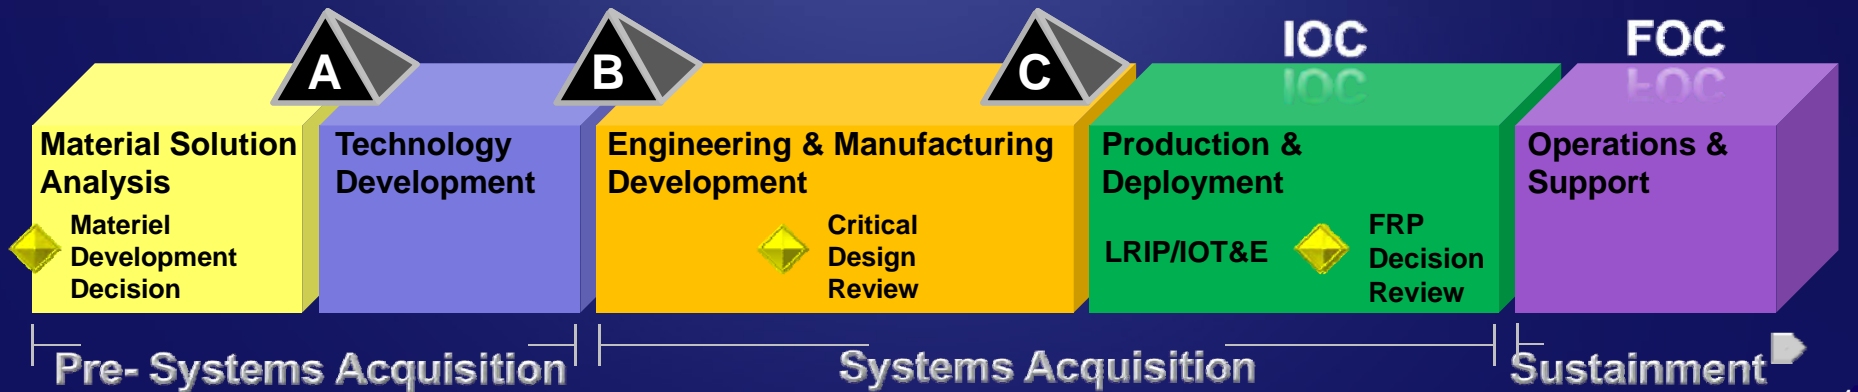 A
B
C
IOC
FOC
Material Solution
Analysis
Materiel
Development
Decision
Technology
Development
Engineering & Manufacturing
Development
Critical
Design
Review
Production &
Deployment
LRIP/IOT&E
FRP
Decision
Review
Operations &
Support
Pre- Systems Acquisition
Systems Acquisition
Sustainment